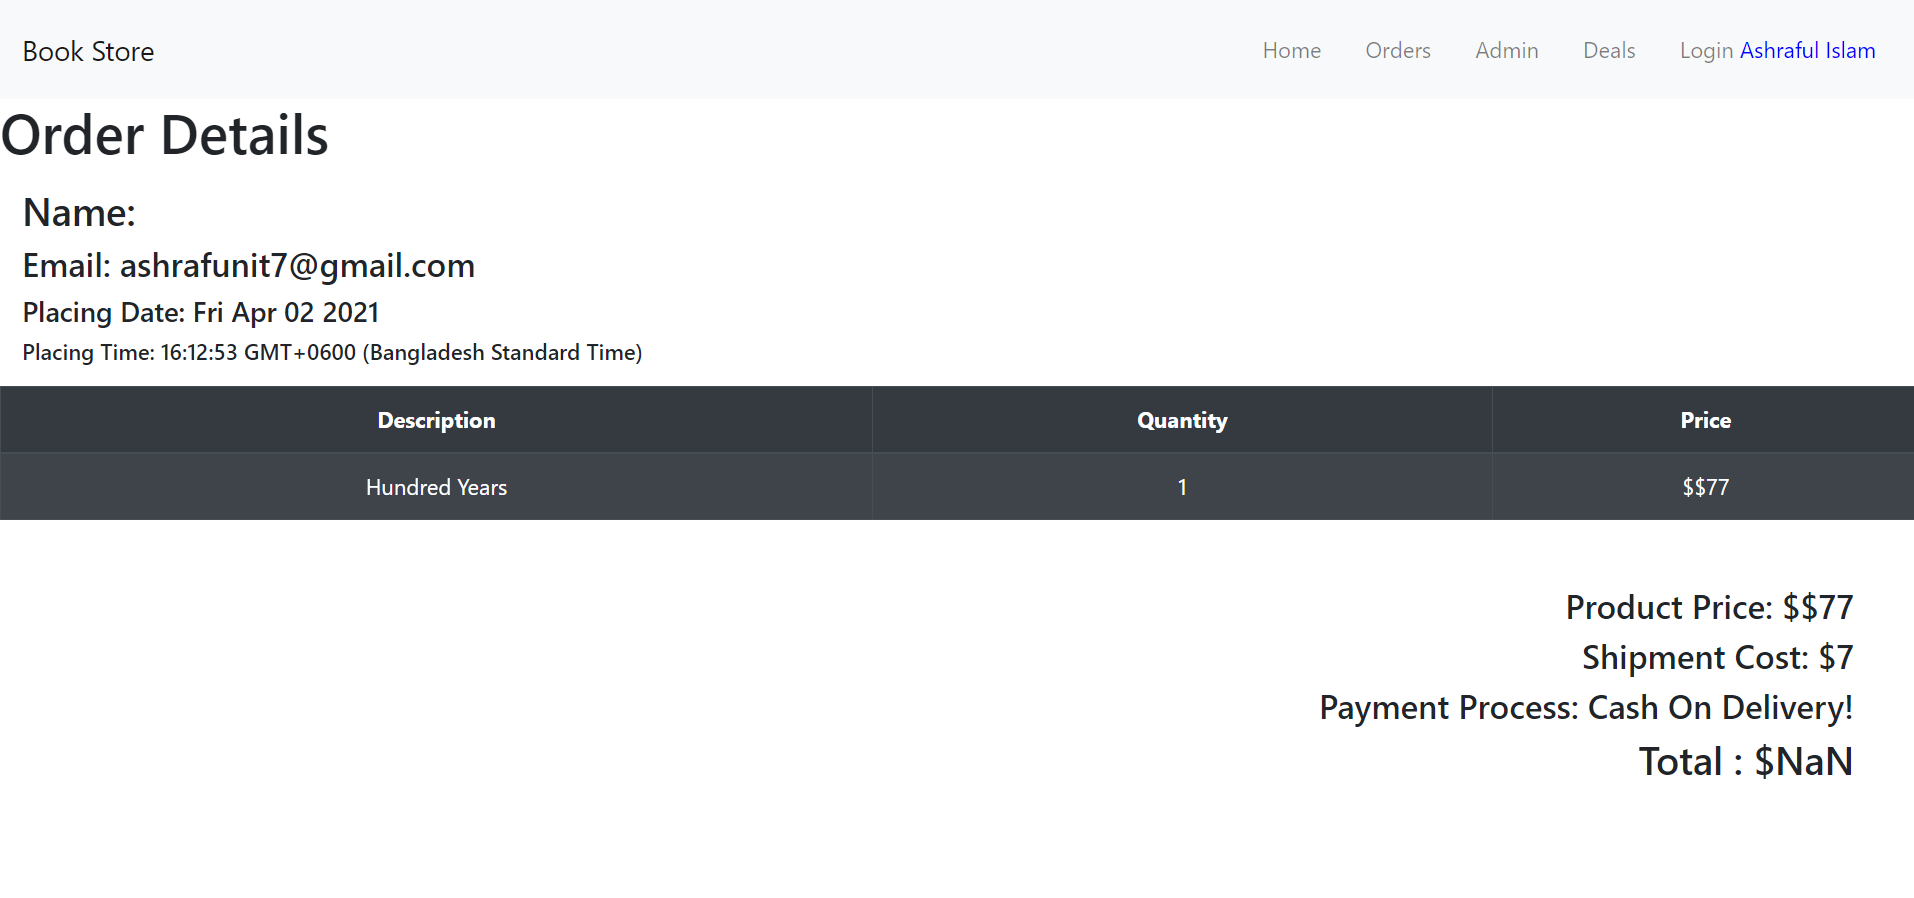 Book Store Home Orders Admin Deals Login Ashraful Islam
Order Details
Name:
Email: ashrafunit7@gmail.com
Placing Date: Fri Apr 02 2021
Placing Time: 16:12:53 GMT+0600 (Bangladesh Standard Time)
Description Quantity Price
Hundred Years 1 $$77
Product Price: $$77
Shipment Cost: $7
Payment Process: Cash On Delivery!
Total : $NaN